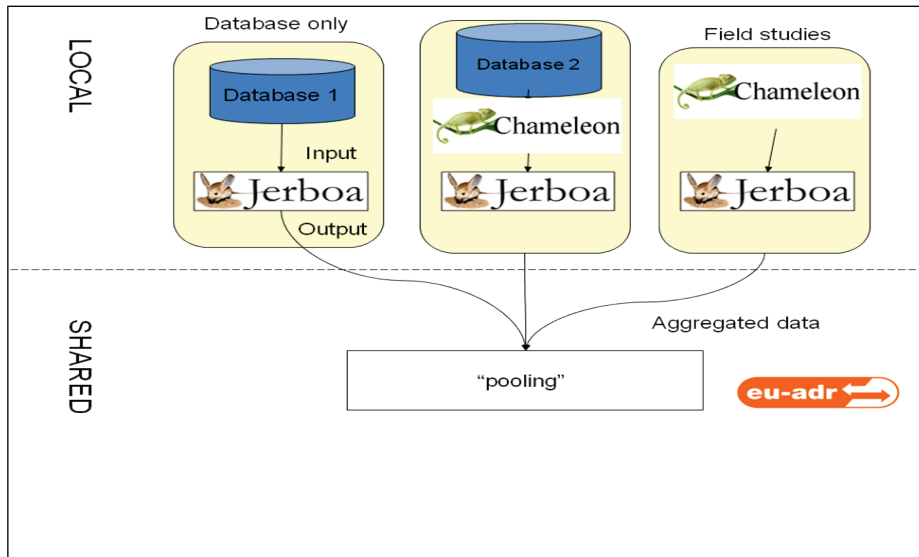 LOCAL
Database only
Database 1
Input
Jerboa
Output
Database 2
Chameleon
Jerboa
Field studies
Chameleon
Jerboa
SHARED
Aggregated data
“pooling”
eu-adr